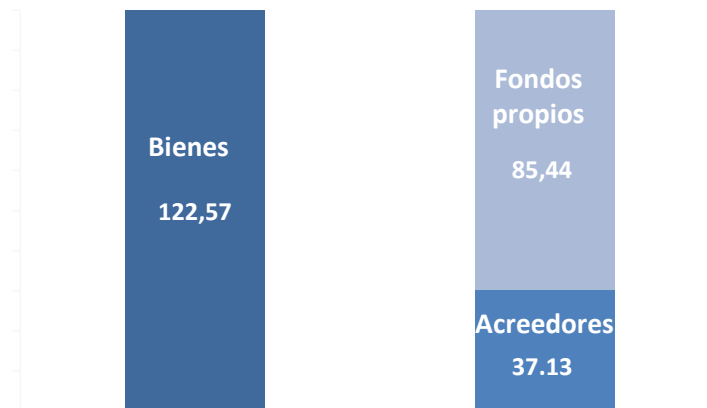 Bienes
122,57
Fondos
propios
85,44
Acreedores
37.13